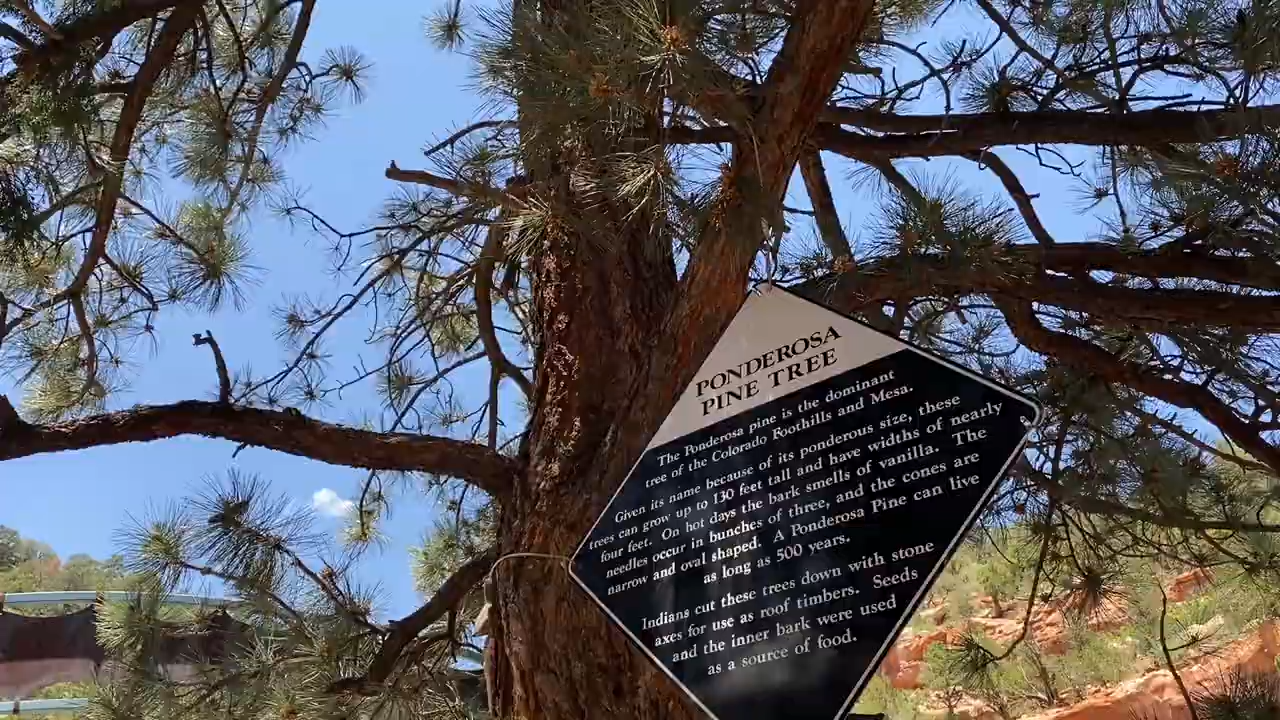 PONDEROSA
PINE TREE
The Ponderosa pine is the dominant
tree of the Colorado Foothills and Mesa.
Given its name because of its ponderous size, these
trees can grow up to 130 feet tall and have widths of nearly
four feet. On hot days the bark smells of vanilla. The
needles occur in bunches of three, and the cones are
narrow and oval shaped. A Ponderosa Pine can live
as long as 500 years.
Indians cut these trees down with stone
axes for use as roof timbers. Seeds
and the inner bark were used
as a source of food.